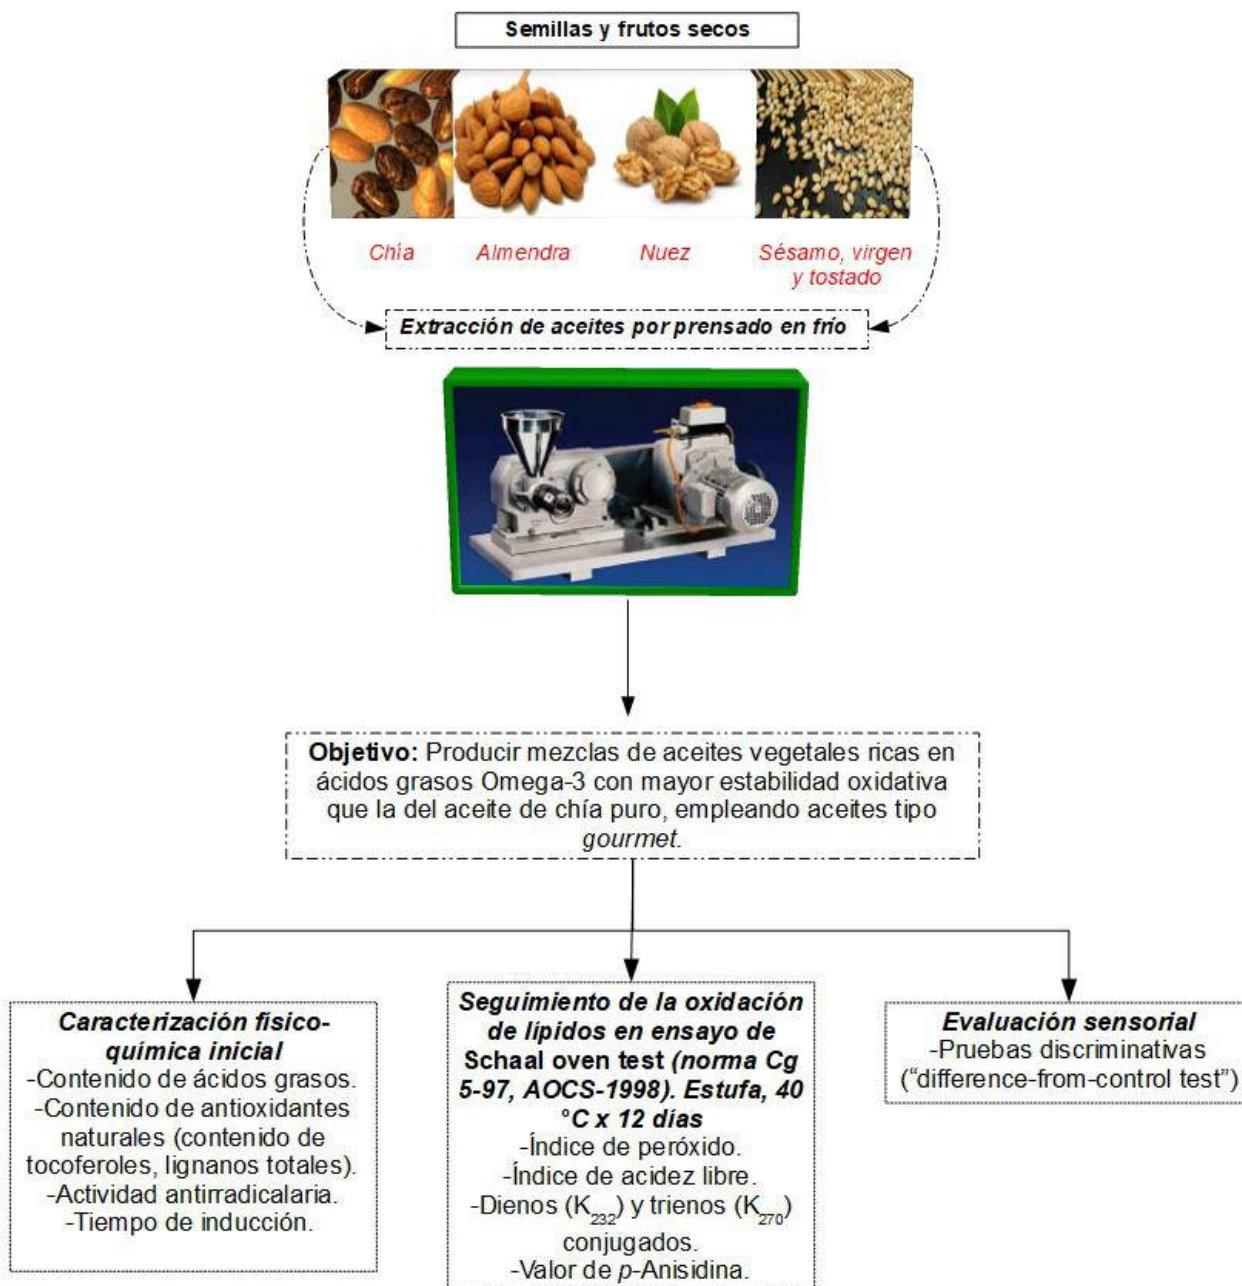 Semillas y frutos secos
Chía
Almendra
Nuez
Sésamo, virgen
y tostado
Extracción de aceites por prensado en frío
Objetivo: Producir mezclas de aceites vegetales ricas en
ácidos grasos Omega-3 con mayor estabilidad oxidativa
que la del aceite de chía puro, empleando aceites tipo
gourmet.
Caracterización físico-
química inicial
-Contenido de ácidos grasos.
-Contenido de antioxidantes
naturales (contenido de
tocoferoles, lignanos totales).
-Actividad antirradicalaria.
-Tiempo de inducción.
Seguimiento de la oxidación
de lípidos en ensayo de
Schaal oven test (norma Cg
5-97, AOCS-1998). Estufa, 40
°C x 12 días
-Índice de peróxido.
-Índice de acidez libre.
-Dienos (K232) y trienos (K270)
conjugados.
-Valor de p-Anisidina.
Evaluación sensorial
-Pruebas discriminativas
(“difference-from-control test”)